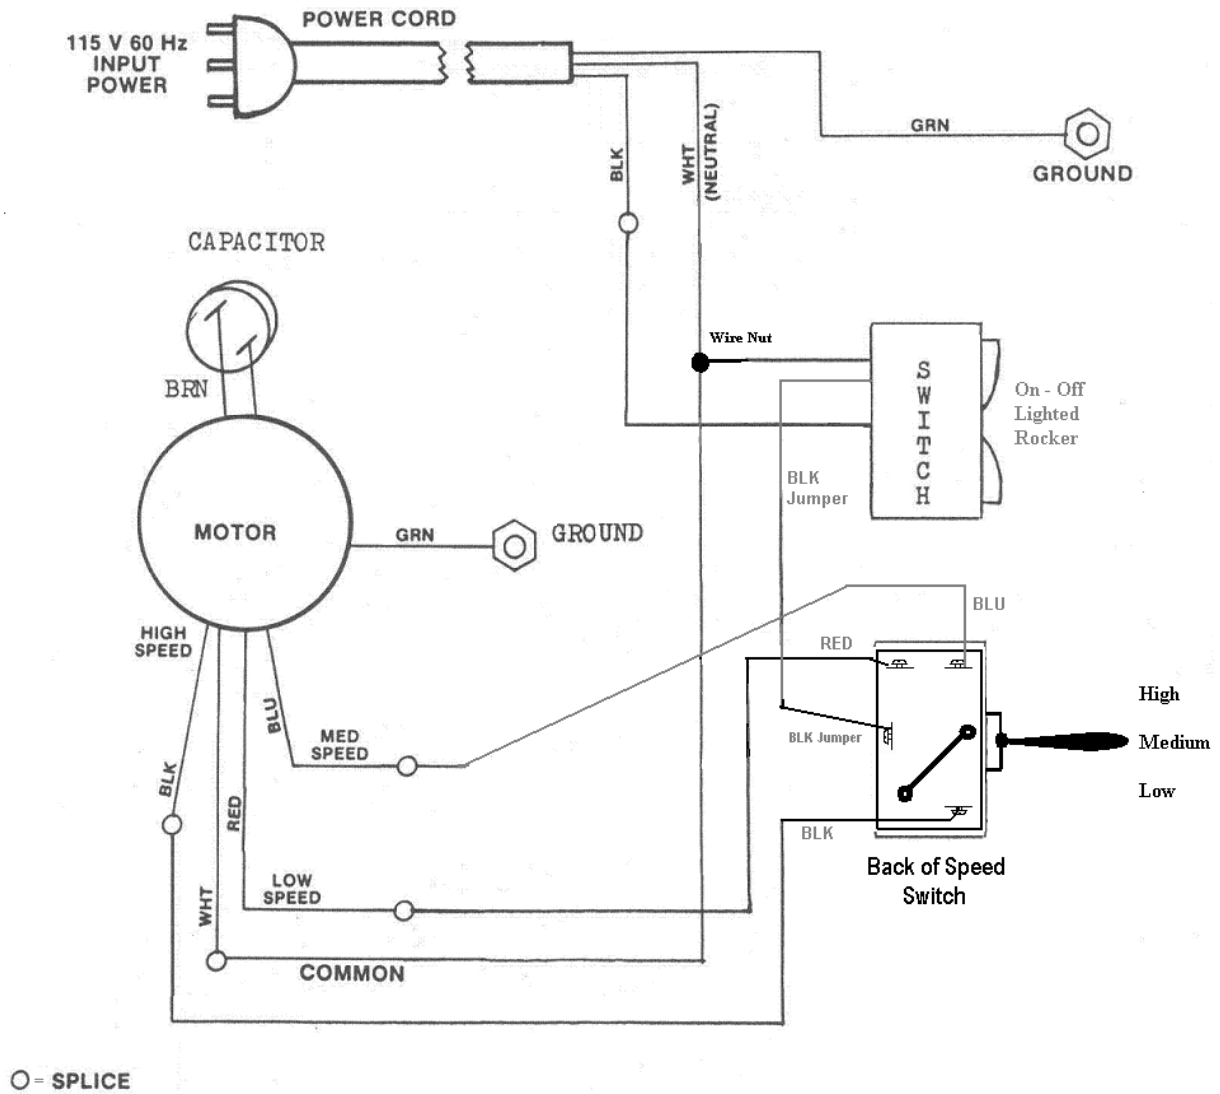 POWER CORD
115 V 60 Hz
INPUT
POWER
GRN
GROUND
BLK
WHT
(NEUTRAL)
CAPACITOR
BRN
Wire Nut
SWITCH
On - Off
Lighted
Rocker
BLK
Jumper
MOTOR
GRN
GROUND
HIGH
SPEED
BLU
RED
BLU
MED
SPEED
BLK Jumper
High
Medium
Low
BLK
RED
BLK
Back of Speed
Switch
LOW
SPEED
WHT
COMMON
= SPLICE